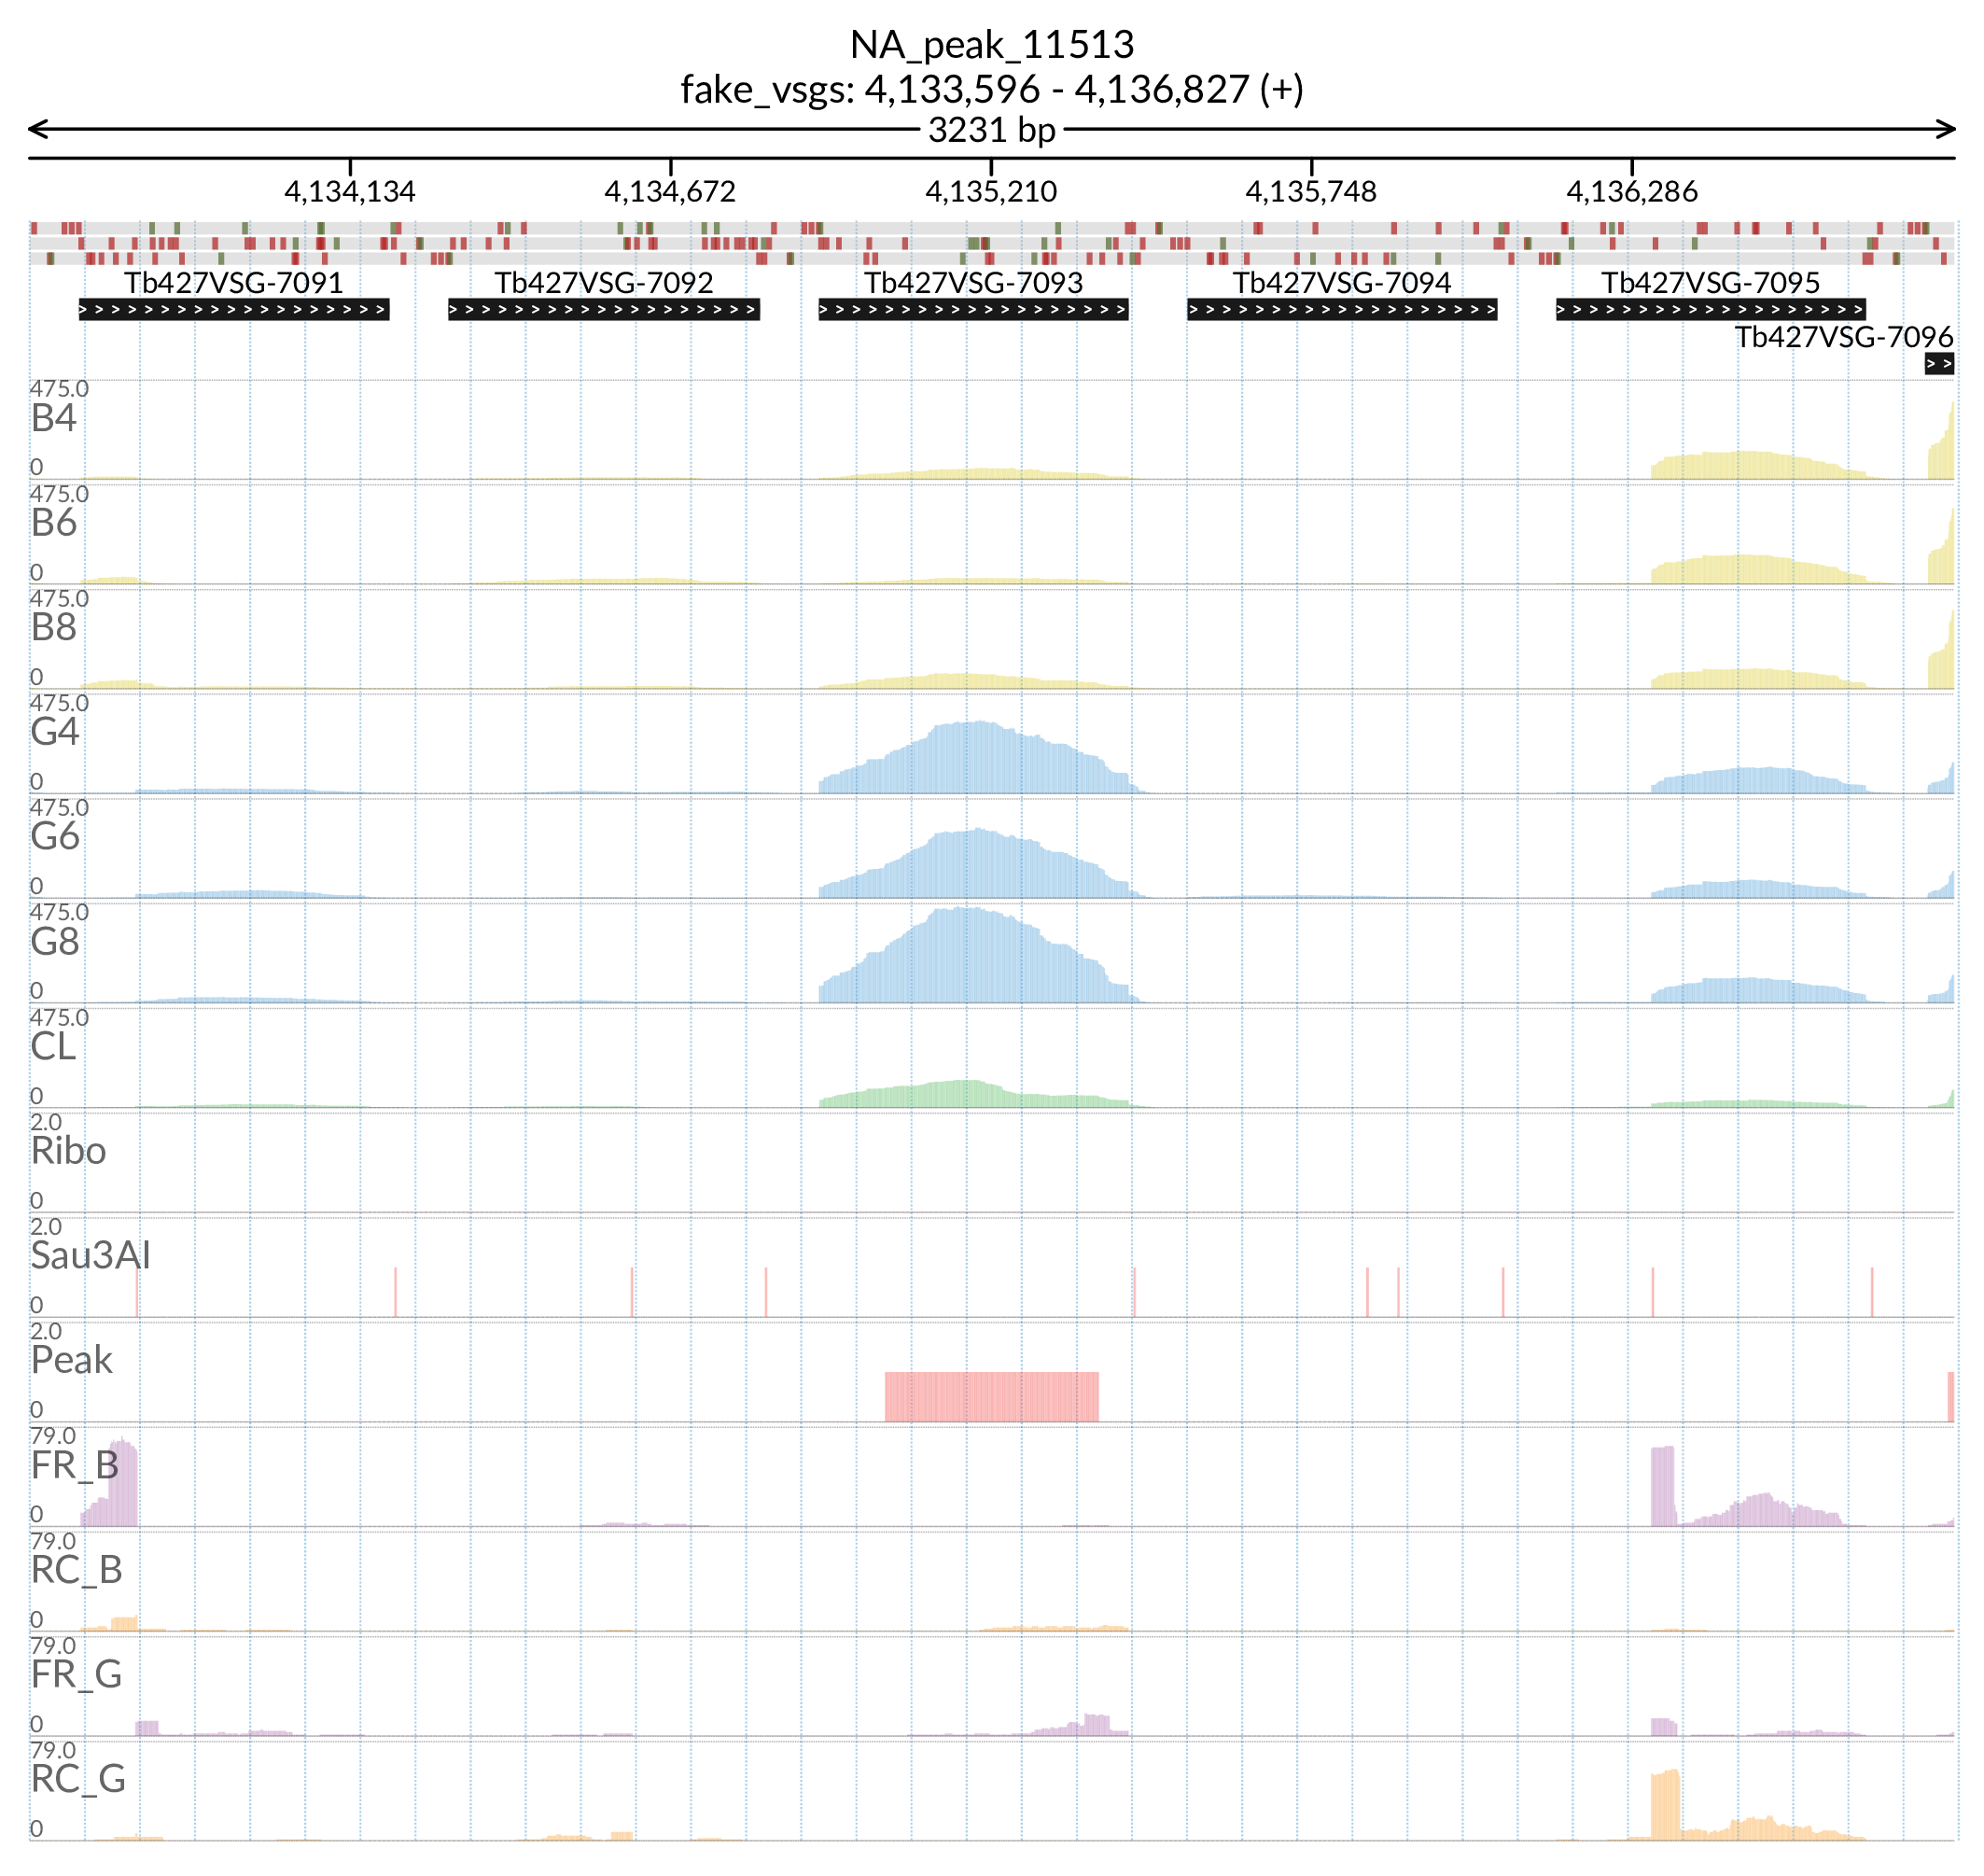 NA_peak_11513
fake_vsgs: 4,133,596 - 4,136,827 (+)
3231 bp
4,134,134 4,134,672 4,135,210 4,135,748 4,136,286
Tb427VSG-7091 Tb427VSG-7092 Tb427VSG-7093 Tb427VSG-7094 Tb427VSG-7095
Tb427VSG-7096
475.0
B4
0
475.0
B6
0
475.0
B8
0
475.0
G4
0
475.0
G6
0
475.0
G8
0
475.0
CL
0
2.0
Ribo
0
2.0
Sau3AI
0
2.0
Peak
0
79.0
FR_B
0
79.0
RC_B
0
79.0
FR_G
0
79.0
RC_G
0